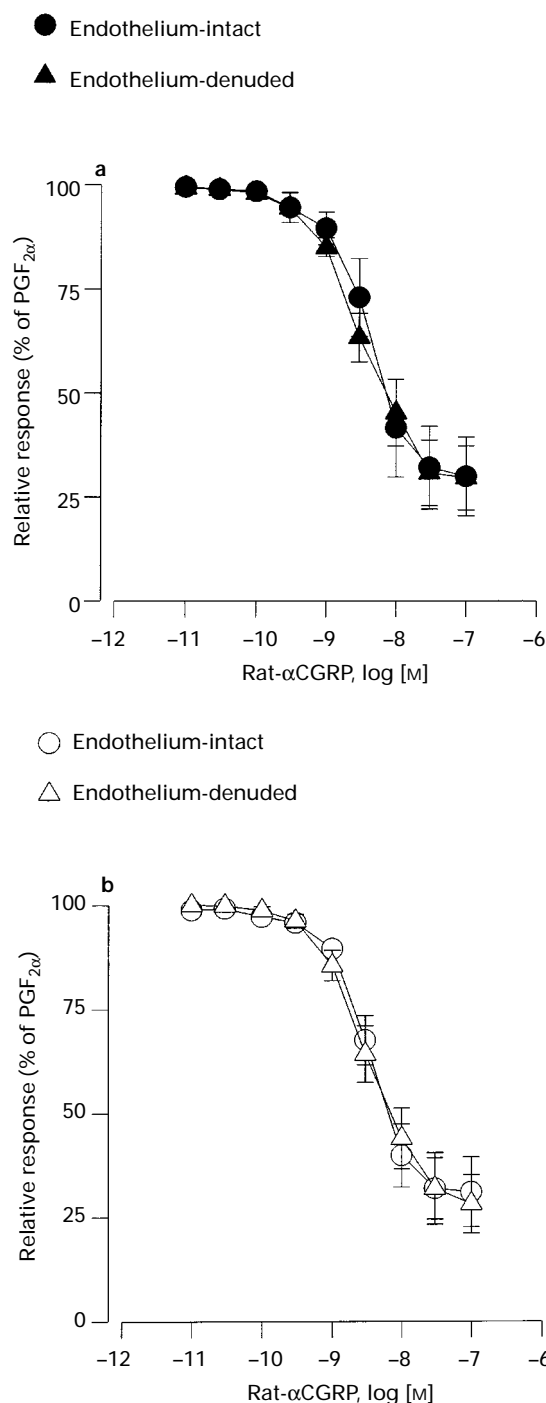 Endothelium-intact
Endothelium-denuded
a
Relative response (% of PGF2α)
100
75
50
25
0
–12 –11 –10 –9 –8 –7 –6
Rat-αCGRP, log [M]
Endothelium-intact
Endothelium-denuded
b
Relative response (% of PGF2α)
100
75
50
25
0
–12 –11 –10 –9 –8 –7 –6
Rat-αCGRP, log [M]